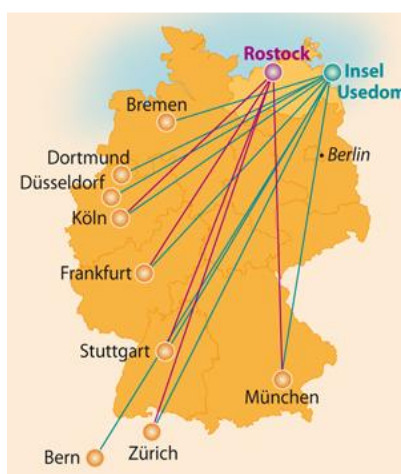 Rostock
Insel
Usedom
Bremen
Berlin
Dortmund
Düsseldorf
Köln
Frankfurt
Stuttgart
München
Zürich
Bern